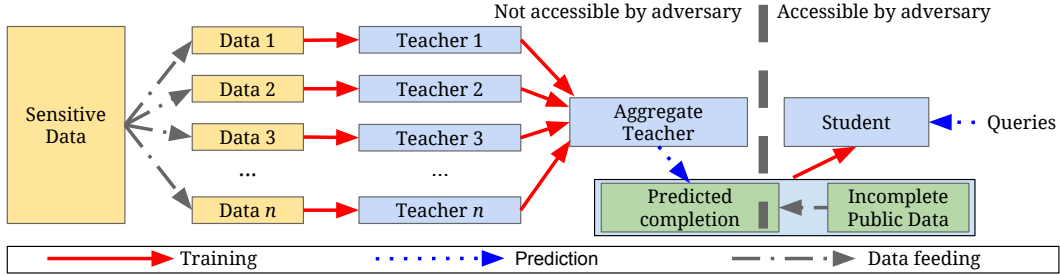 Not accessible by adversary
Accessible by adversary
Sensitive
Data
Data 1
Teacher 1
Data 2
Teacher 2
Data 3
Teacher 3
...
...
Data n
Teacher n
Aggregate
Teacher
Student
Queries
Predicted
completion
Incomplete
Public Data
Training
Prediction
Data feeding